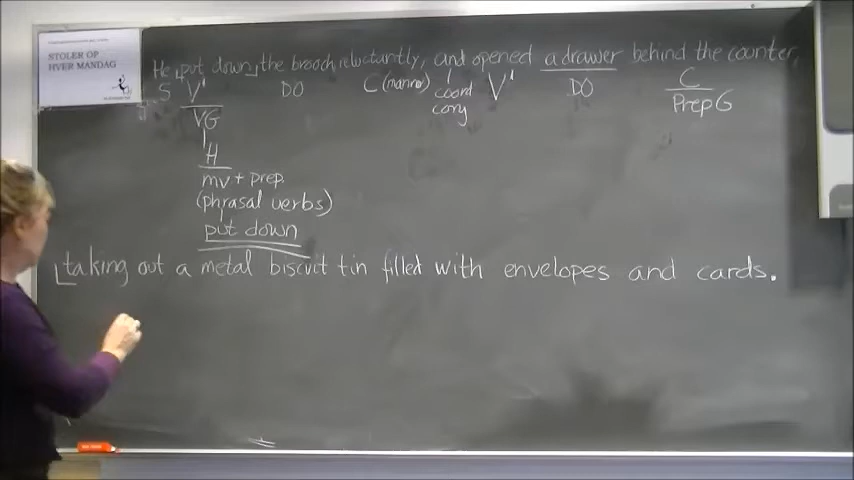 STOLER OP
HVER MANDAG
He put down the brooch reluctantly, and opened a drawer behind the counter,
S V' DO C (manner) coord conj V' DO C
VG PrepG
H
mv + prep.
(phrasal verbs)
put down
taking out a metal biscuit tin filled with envelopes and cards.